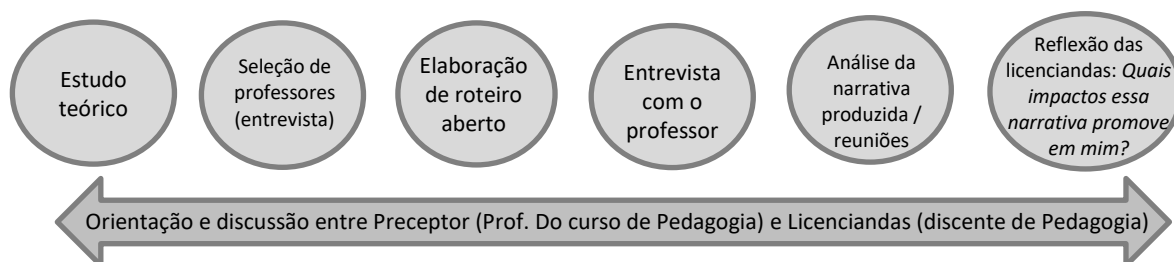 Estudo
teórico
Seleção de
professores
(entrevista)
Elaboração
de roteiro
aberto
Entrevista
com o
professor
Análise da
narrativa
produzida /
reuniões
Reflexão das
licenciandas: Quais
impactos essa
narrativa promove
em mim?
Orientação e discussão entre Preceptor (Prof. Do curso de Pedagogia) e Licenciandas (discente de Pedagogia)